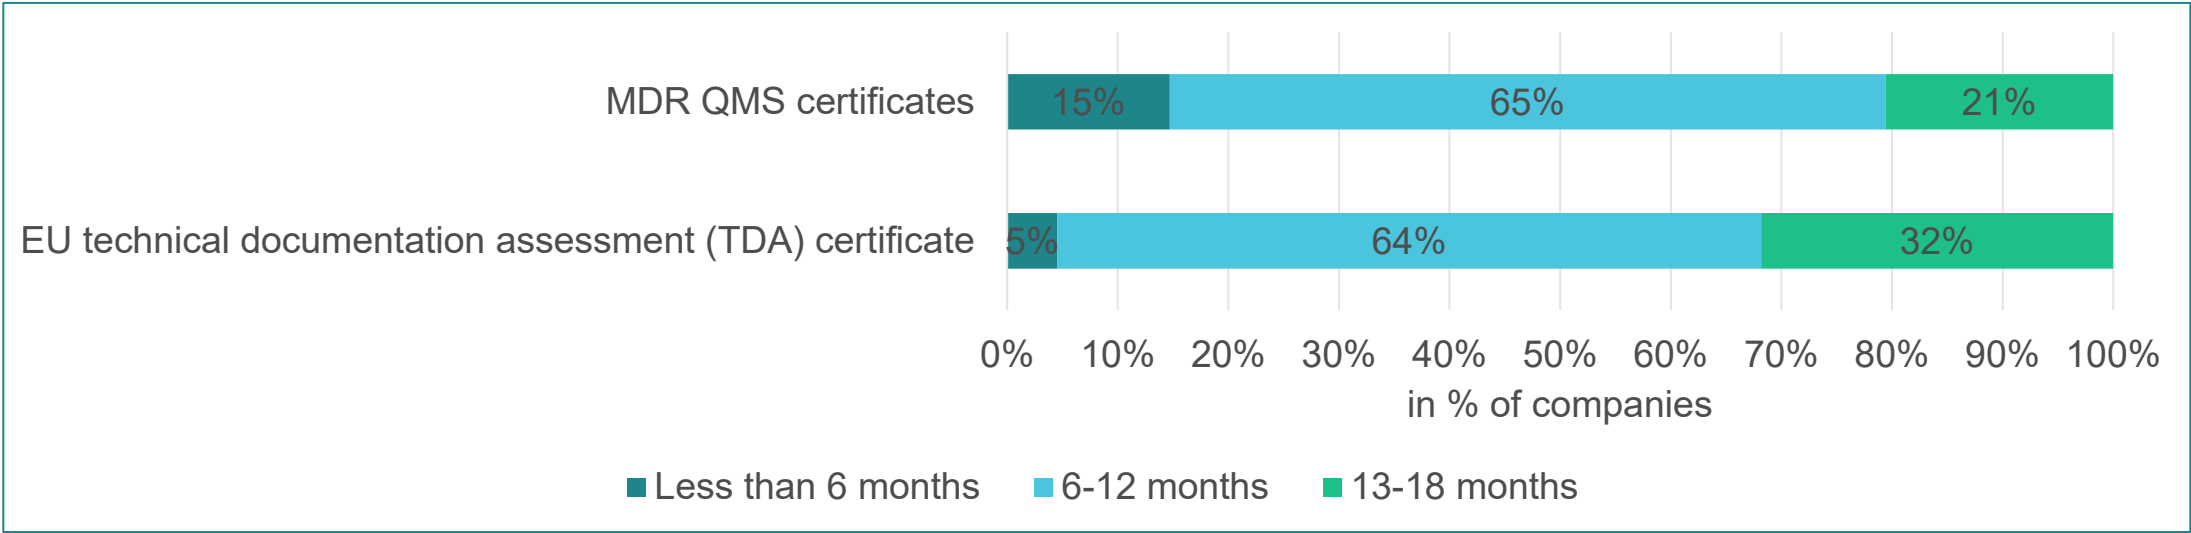 MDR QMS certificates
15% 65% 21%
EU technical documentation assessment (TDA) certificate
5% 64% 32%
0% 10% 20% 30% 40% 50% 60% 70% 80% 90% 100%
in % of companies
Less than 6 months 6-12 months 13-18 months